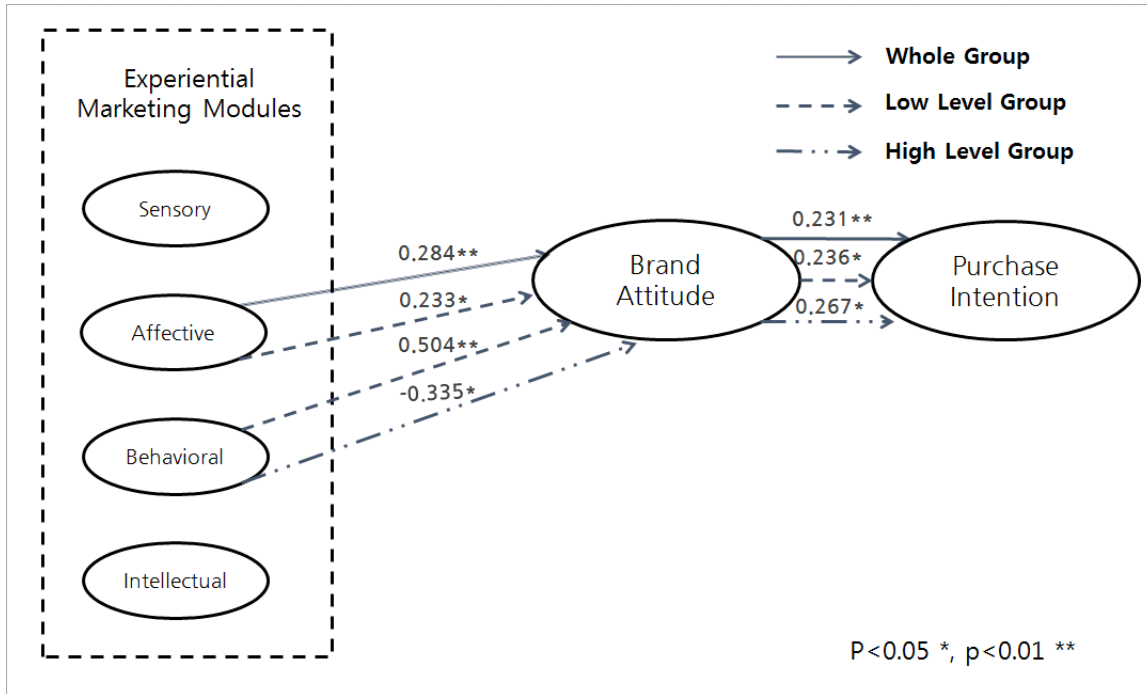 Experiential
Marketing Modules
Sensory
Affective
Behavioral
Intellectual
0.284**
0.233*
0.504**
-0.335*
Brand
Attitude
0.231**
0.236*
0.267*
Purchase
Intention
Whole Group
Low Level Group
High Level Group
P<0.05 *, p<0.01 **